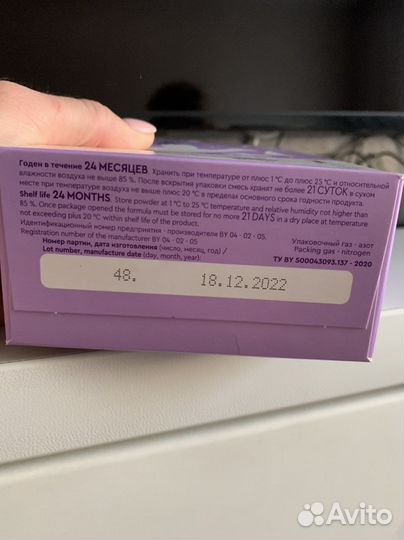 Годен в течение 24 МЕСЯЦЕВ. Хранить при температуре от плюс 1 °С до плюс 25 °С и относительной
влажности воздуха не выше 85 %. После вскрытия упаковки смесь хранят не более 21 СУТОК в сухом
месте при температуре воздуха не выше плюс 20 °С в пределах основного срока годности продукта.
Shelf life 24 MONTHS. Store powder at 1 °C to 25 °C temperature and relative humidity not higher than
85 %. Once package opened the formula must be stored for no more 21 DAYS in a dry place at temperature
not exceeding plus 20 °C within shelf life of the product.
Идентификационный номер предприятия - производителя BY 04 - 02 - 05.
Registration number of the manufacturer BY 04 - 02 - 05
Номер партии, дата изготовления (число, месяц, год) /
Lot number, manufacture date (day, month, year):
Упаковочный газ - азот
Packing gas - nitrogen
ТУ BY 500043093.137 - 2020
48. 18.12.2022
Avito